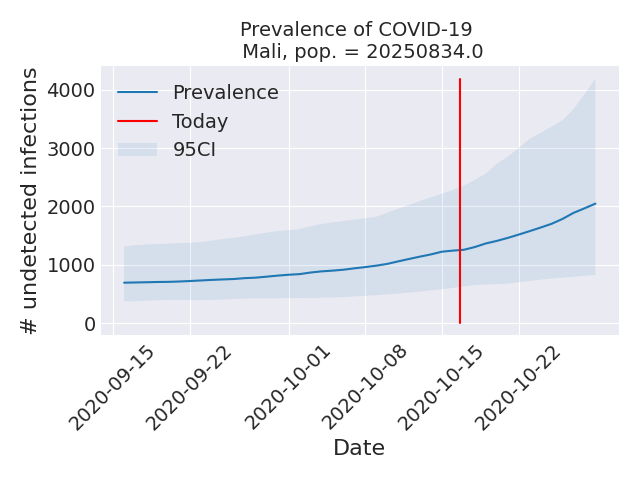 Prevalence of COVID-19
Mali, pop. = 20250834.0
# undetected infections
4000
3000
2000
1000
0
Prevalence
Today
95CI
2020-09-15
2020-09-22
2020-10-01
2020-10-08
2020-10-15
2020-10-22
Date